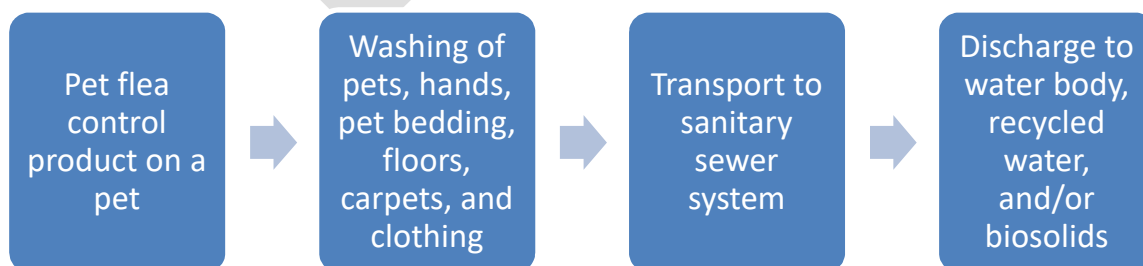 Pet flea
control
product on a
pet
Washing of
pets, hands,
pet bedding,
floors,
carpets, and
clothing
Transport to
sanitary
sewer
system
Discharge to
water body,
recycled
water,
and/or
biosolids